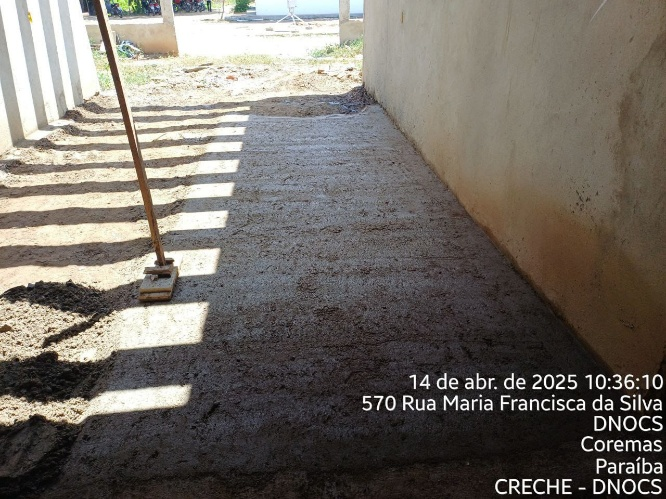 14 de abr. de 2025 10:36:10
570 Rua Maria Francisca da Silva
DNOCS
Coremas
Paraíba
CRECHE - DNOCS